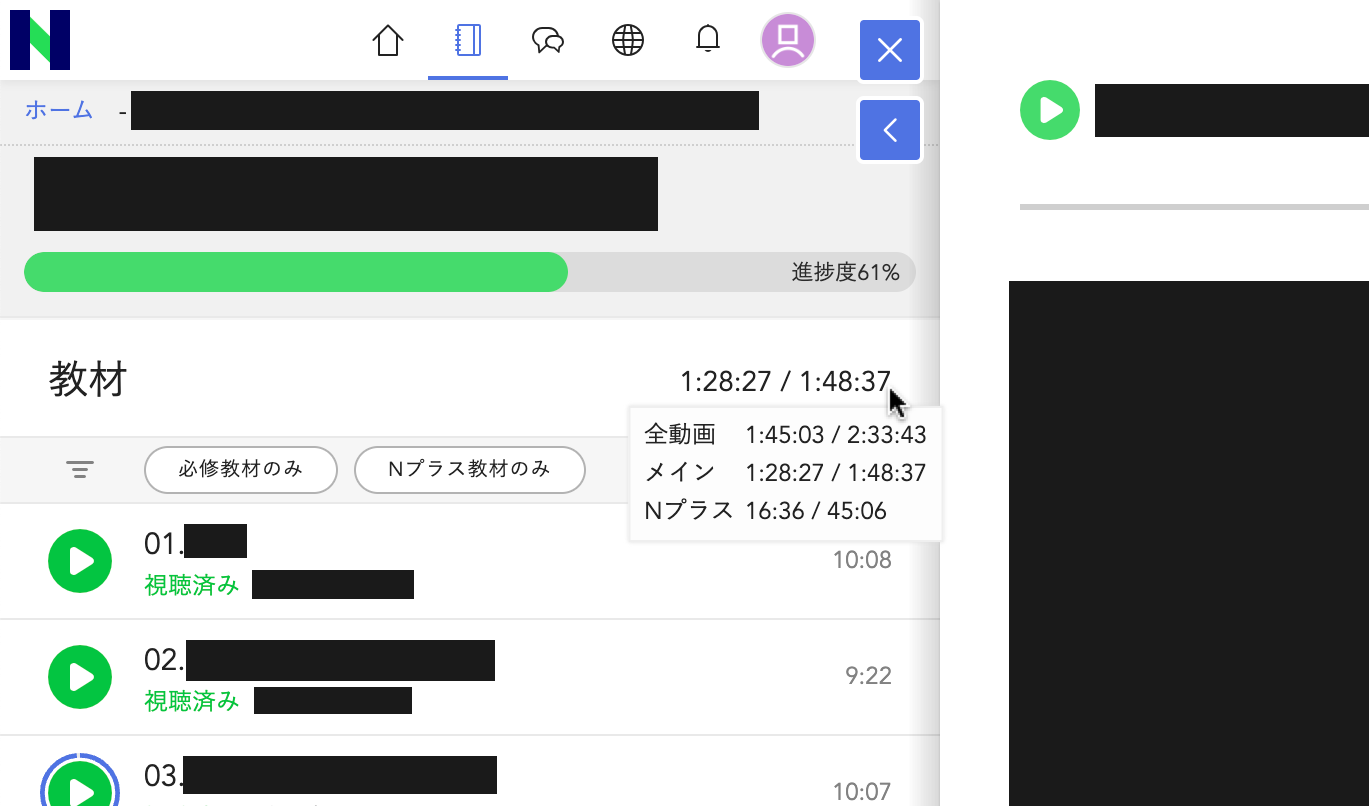 N
ホーム -
進捗度61%
教材
1:28:27 / 1:48:37
全動画 1:45:03 / 2:33:43
メイン 1:28:27 / 1:48:37
Nプラス 16:36 / 45:06
必修教材のみ
Nプラス教材のみ
01.
視聴済み
10:08
02.
視聴済み
9:22
03.
10:07